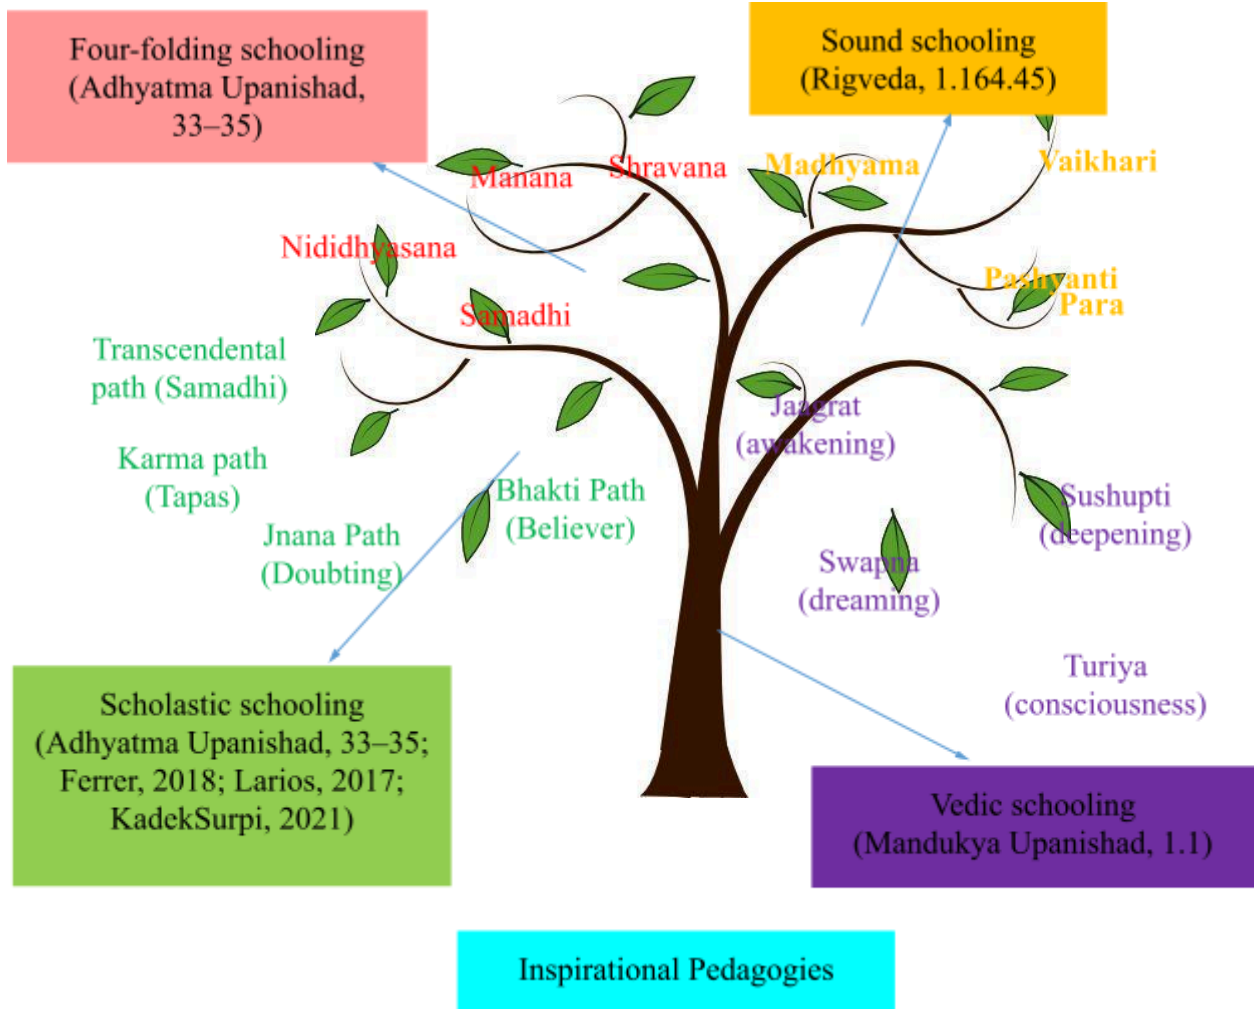 Four-folding schooling
(Adhyatma Upanishad,
33–35)
Sound schooling
(Rigveda, 1.164.45)
Shravana
Manana
Nididhyasana
Samadhi
Madhyama
Vaikhari
Pashyanti
Para
Transcendental
path (Samadhi)
Karma path
(Tapas)
Jnana Path
(Doubting)
Bhakti Path
(Believer)
Jaagrat
(awakening)
Sushupti
(deepening)
Swapna
(dreaming)
Turiya
(consciousness)
Scholastic schooling
(Adhyatma Upanishad, 33–35;
Ferrer, 2018; Larios, 2017;
KadekSurpi, 2021)
Vedic schooling
(Mandukya Upanishad, 1.1)
Inspirational Pedagogies